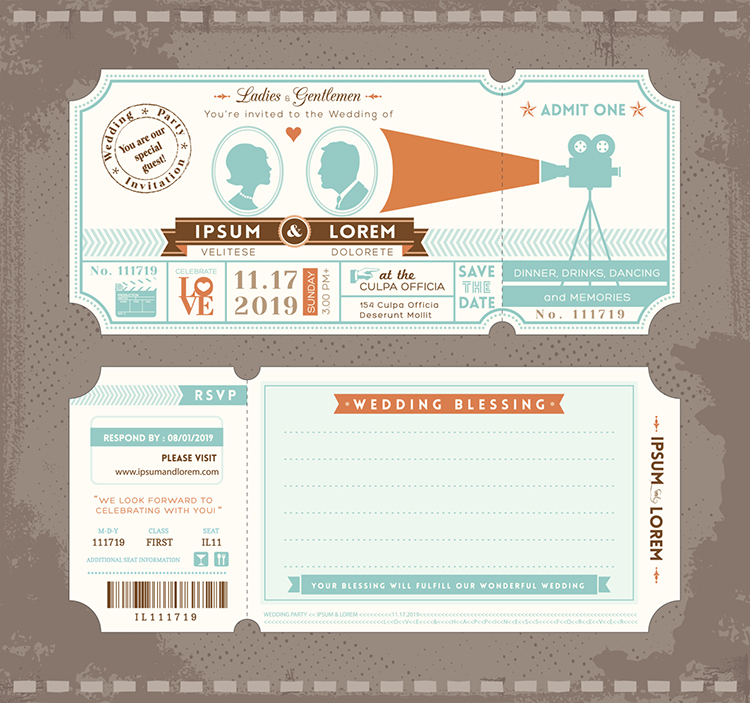 Ladies & Gentlemen
You're invited to the Wedding of
Wedding * Party
Invitation
You are our
special
guest!
IPSUM & LOREM
VELITESE DOLORETE
No. 111719
CELEBRATE
LOVE
11.17
2019
SUNDAY
3:00 PM+
at the
CULPA OFFICIA
154 Culpa Officia
Deserunt Mollit
SAVE
THE
DATE
ADMIT ONE
DINNER, DRINKS, DANCING
and MEMORIES
No. 111719
RSVP
RESPOND BY : 08/01/2019
PLEASE VISIT
www.ipsumandlorem.com
"WE LOOK FORWARD TO
CELEBRATING WITH YOU!"
M-D-Y CLASS SEAT
111719 FIRST IL11
ADDITIONAL SEAT INFORMATION
IL111719
WEDDING BLESSING
YOUR BLESSING WILL FULFILL OUR WONDERFUL WEDDING
WEDDING PARTY << IPSUM & LOREM <<<<<<<<<11.17.2019<<<<<<<<
IPSUM & LOREM